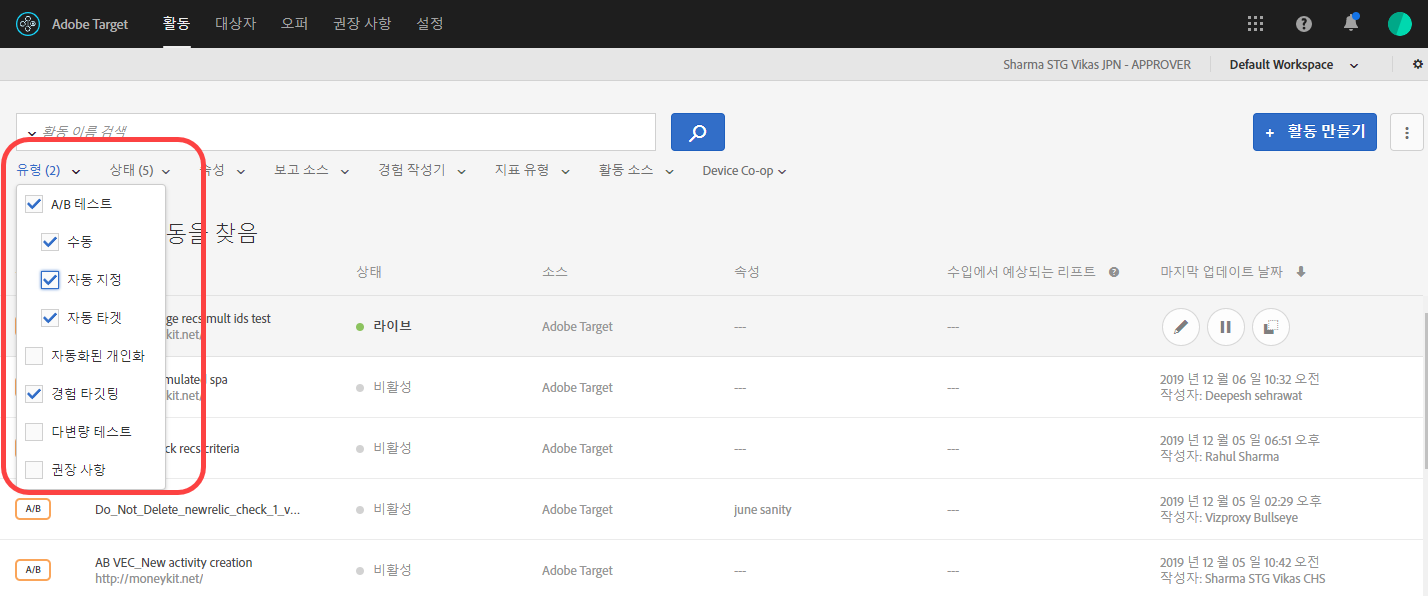 Adobe Target 활동 대상자 오퍼 권장 사항 설정
Sharma STG Vikas JPN - APPROVER Default Workspace
활동 이름 검색
+ 활동 만들기
유형 (2) 상태 (5) 속성 보고 소스 경험 작성기 지표 유형 활동 소스 Device Co-op
A/B 테스트
수동
자동 지정
자동 타겟
자동화된 개인화
경험 타깃팅
다변량 테스트
권장 사항
동을 찾음
상태 소스 속성 수입에서 예상되는 리프트 마지막 업데이트 날짜
ge recs mult ids test
kit.net/
라이브 Adobe Target --- ---
mulated spa
kit.net/
비활성 Adobe Target --- ---
2019 년 12 월 06 일 10:32 오전
작성자: Deepesh sehrawat
ck recs criteria 비활성 Adobe Target --- ---
2019 년 12 월 05 일 06:51 오후
작성자: Rahul Sharma
A/B Do_Not_Delete_newrelic_check_1_v... 비활성 Adobe Target june sanity ---
2019 년 12 월 05 일 02:29 오후
작성자: Vizproxy Bullseye
A/B AB VEC_New activity creation
http://moneykit.net/
비활성 Adobe Target --- ---
2019 년 12 월 05 일 10:42 오전
작성자: Sharma STG Vikas CHS